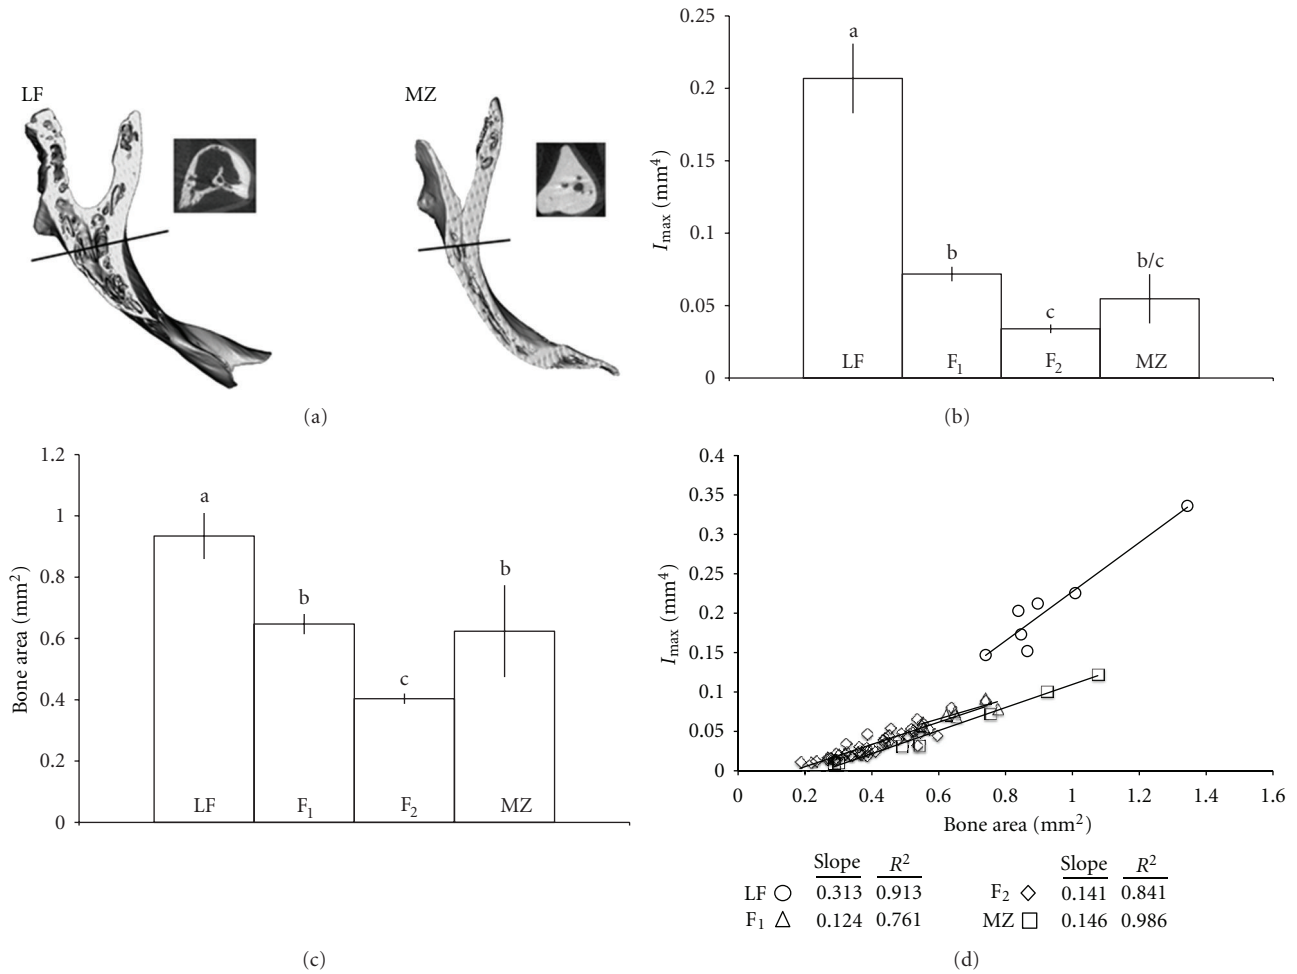 LF
MZ
(a)
0.25
0.2
0.15
0.1
0.05
0
I_max (mm⁴)
a
b
c
b/c
LF F₁ F₂ MZ
(b)
1.2
1
0.8
0.6
0.4
0.2
0
Bone area (mm²)
a
b
c
b
LF F₁ F₂ MZ
(c)
0.4
0.35
0.3
0.25
0.2
0.15
0.1
0.05
0
I_max (mm⁴)
0 0.2 0.4 0.6 0.8 1 1.2 1.4 1.6
Bone area (mm²)
Slope R² Slope R²
LF 0.313 0.913 F₂ 0.141 0.841
F₁ 0.124 0.761 MZ 0.146 0.986
(d)